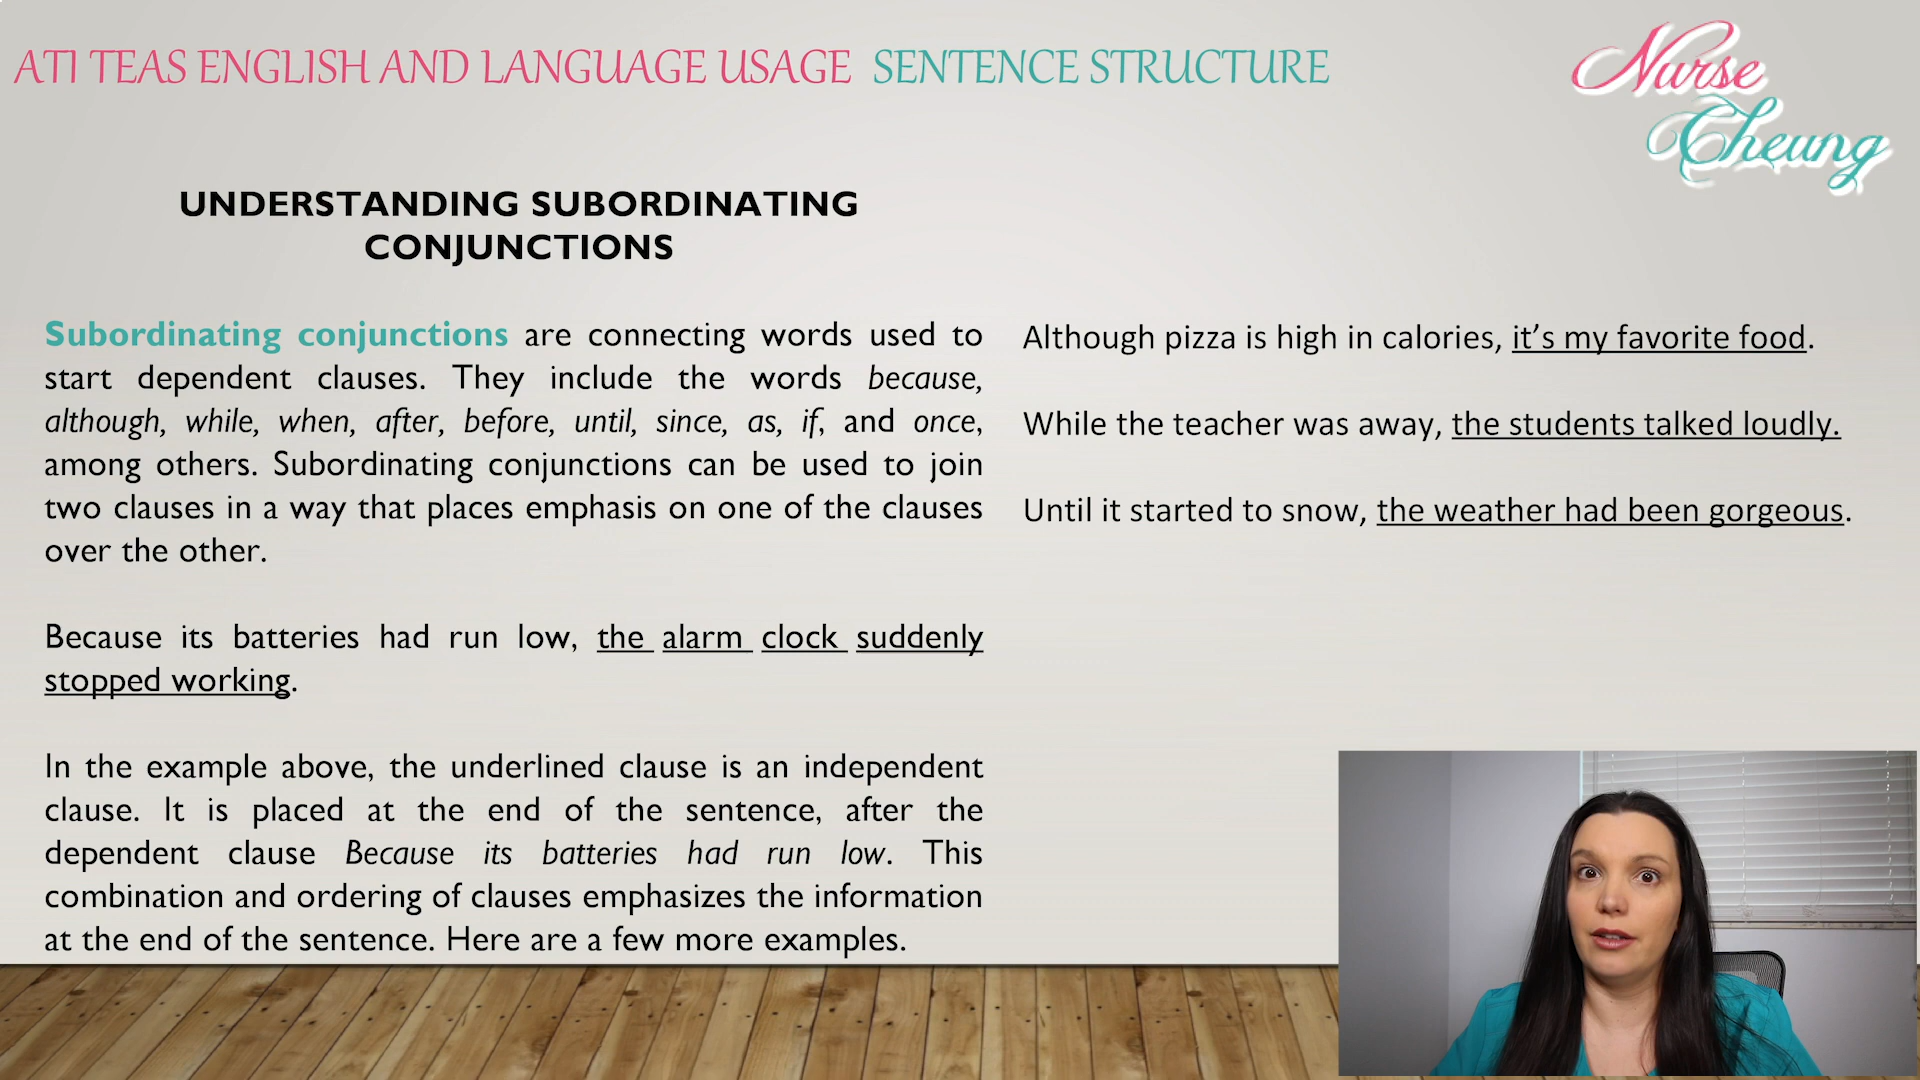 ATI TEAS ENGLISH AND LANGUAGE USAGE SENTENCE STRUCTURE
Nurse
Cheung
UNDERSTANDING SUBORDINATING
CONJUNCTIONS
Subordinating conjunctions are connecting words used to
start dependent clauses. They include the words because,
although, while, when, after, before, until, since, as, if, and once,
among others. Subordinating conjunctions can be used to join
two clauses in a way that places emphasis on one of the clauses
over the other.
Because its batteries had run low, the alarm clock suddenly
stopped working.
In the example above, the underlined clause is an independent
clause. It is placed at the end of the sentence, after the
dependent clause Because its batteries had run low. This
combination and ordering of clauses emphasizes the information
at the end of the sentence. Here are a few more examples.
Although pizza is high in calories, it’s my favorite food.
While the teacher was away, the students talked loudly.
Until it started to snow, the weather had been gorgeous.